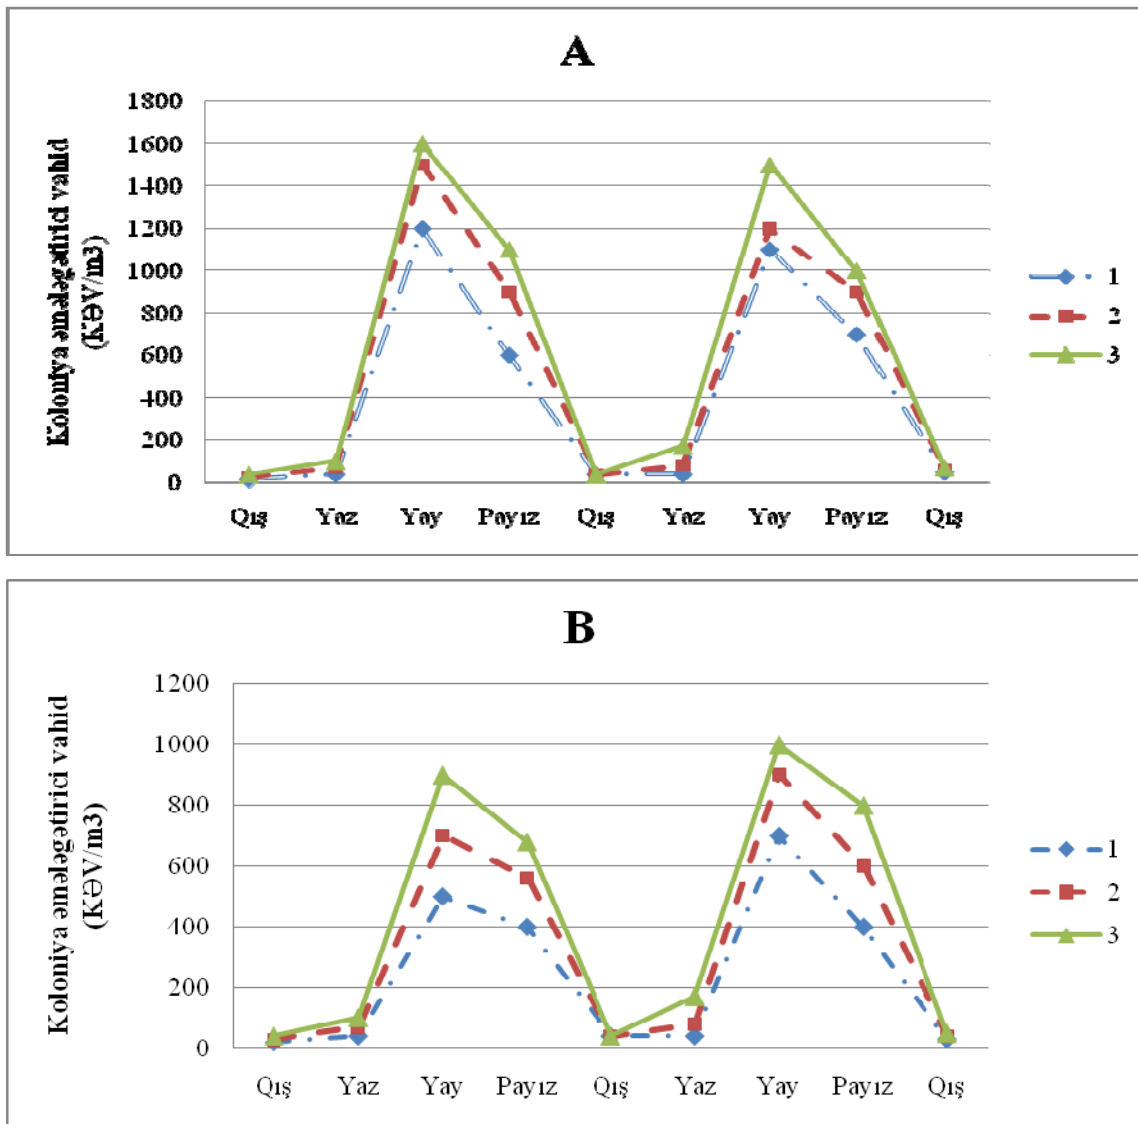 A
Koloniya əmələgətirici vahid
(KƏV/m3)
1800
1600
1400
1200
1000
800
600
400
200
0
Qış Yaz Yay Payız Qış Yaz Yay Payız Qış
1
2
3
B
Koloniya əmələgətirici vahid
(KƏV/m3)
1200
1000
800
600
400
200
0
Qış Yaz Yay Payız Qış Yaz Yay Payız Qış
1
2
3